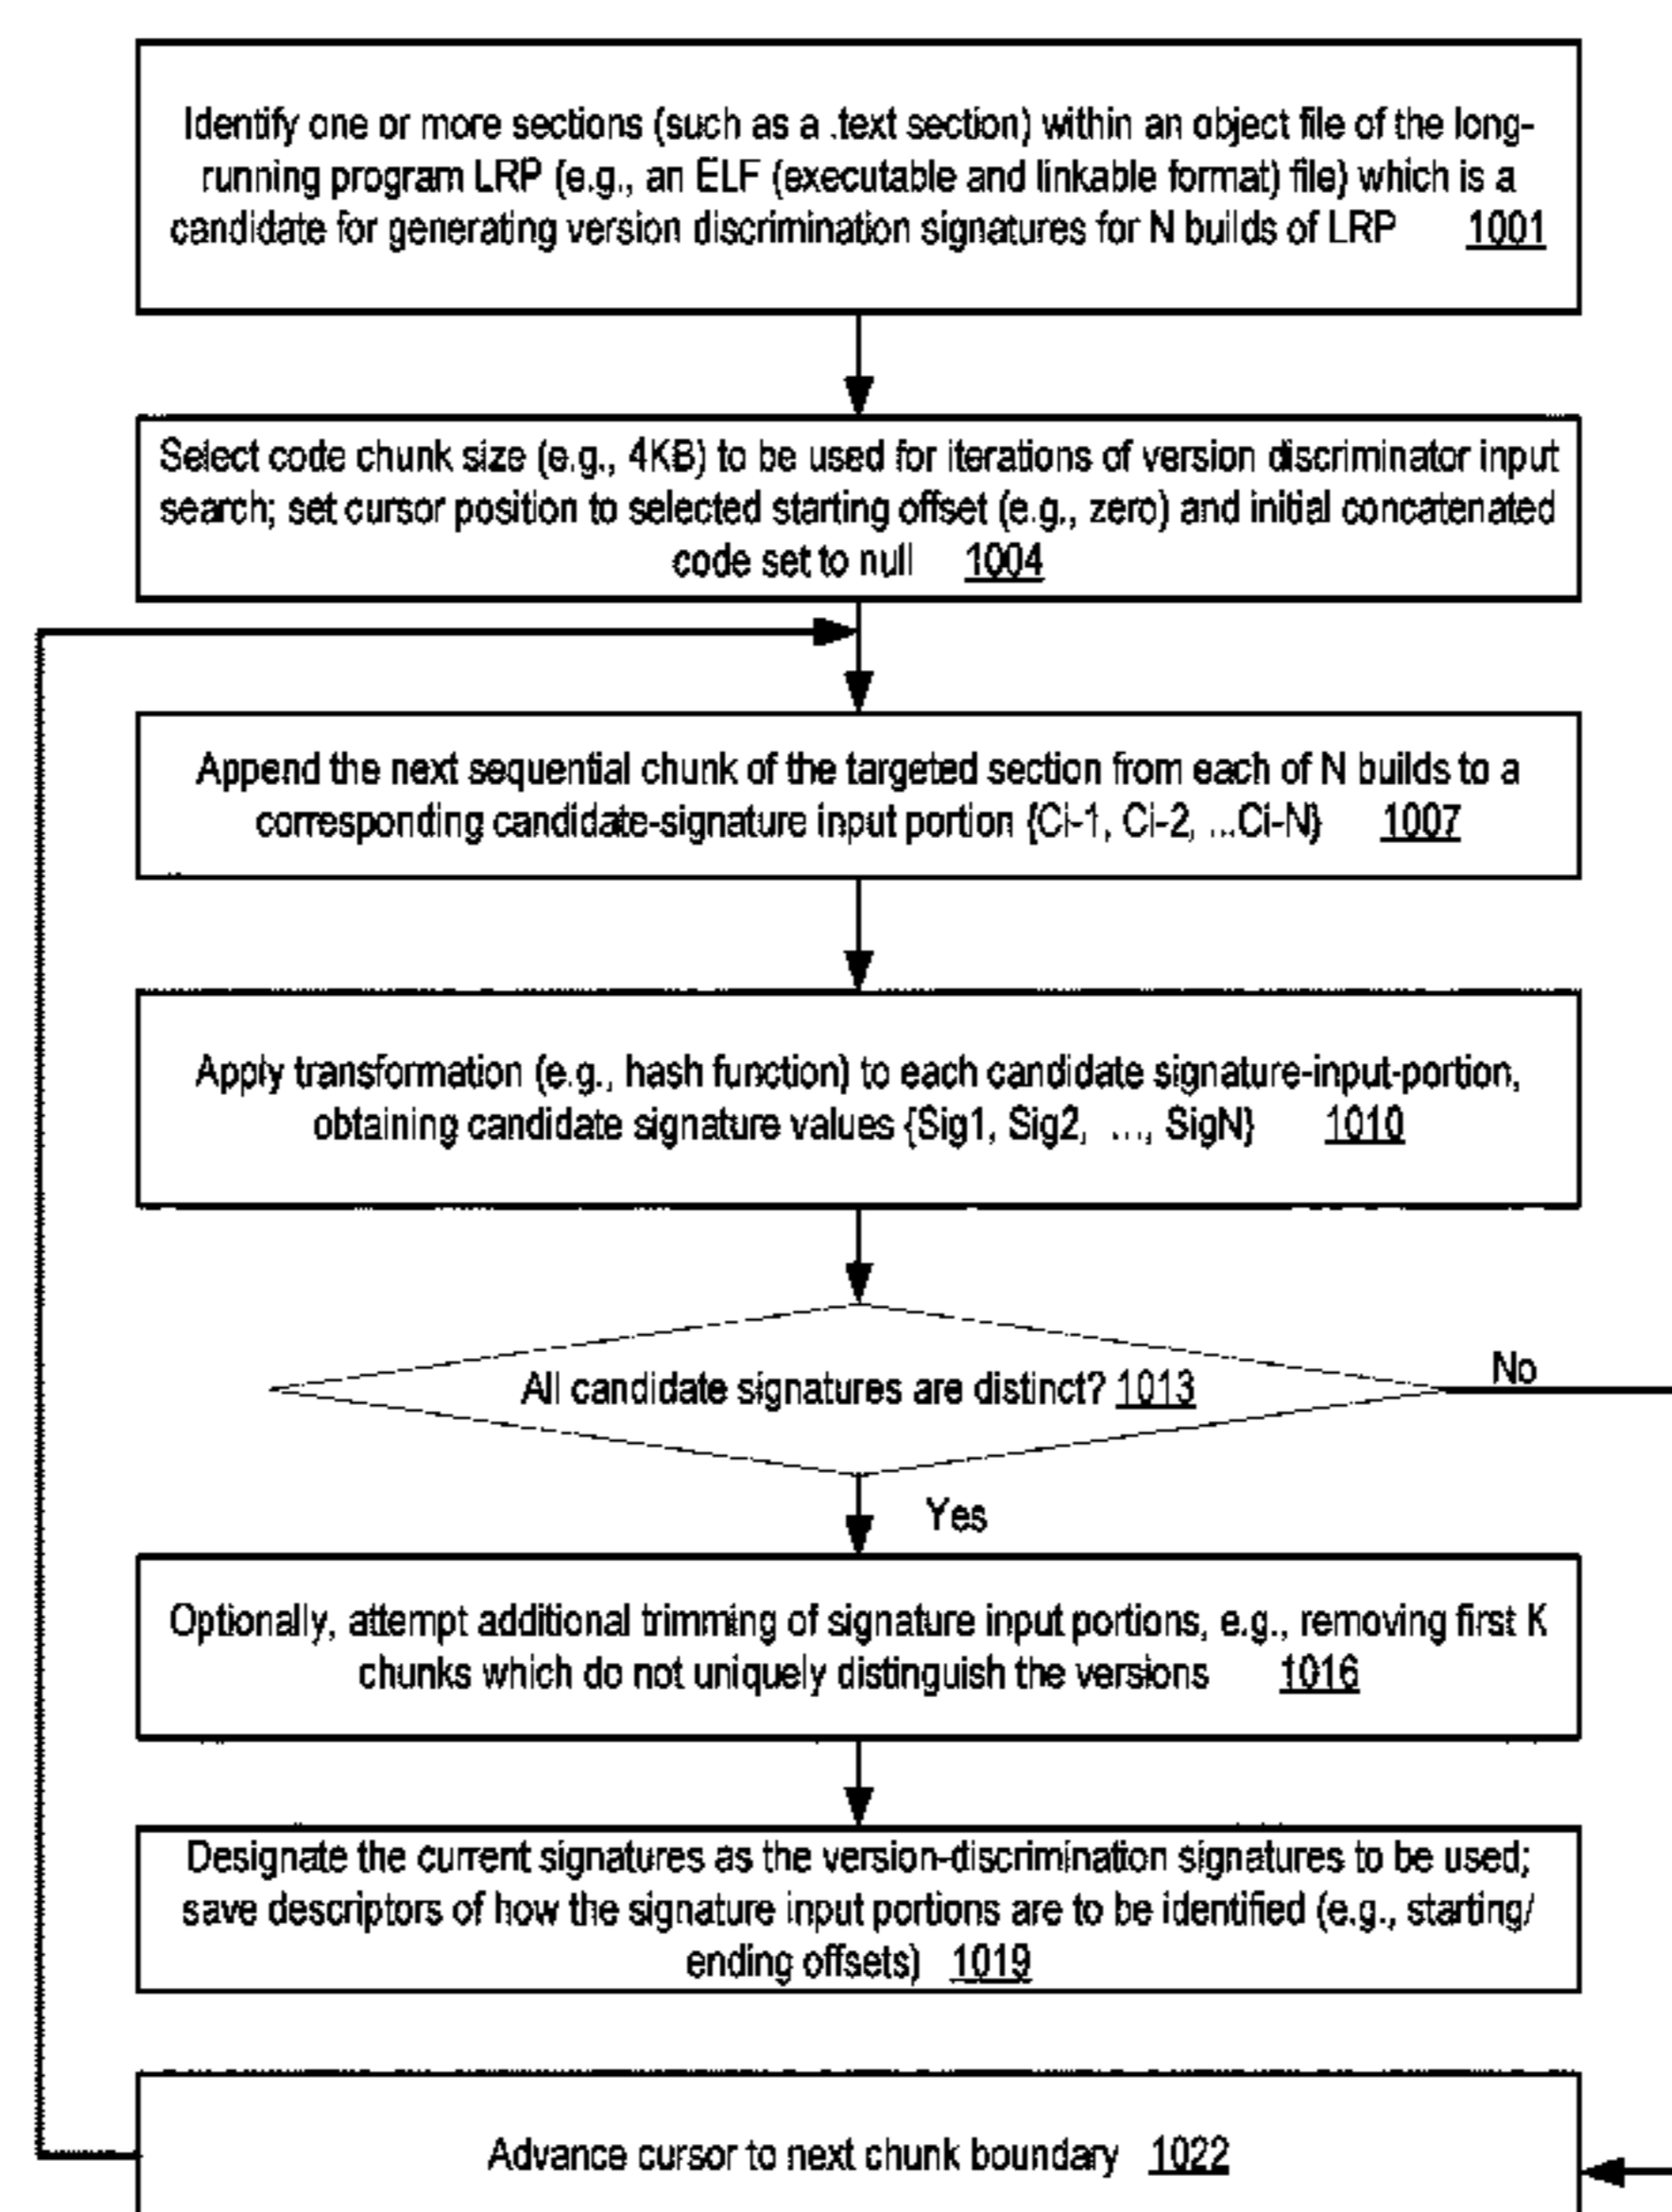 Identify one or more sections (such as a .text section) within an object file of the long-
running program LRP (e.g., an ELF (executable and linkable format) file) which is a
candidate for generating version discrimination signatures for N builds of LRP 1001
Select code chunk size (e.g., 4KB) to be used for iterations of version discriminator input
search; set cursor position to selected starting offset (e.g., zero) and initial concatenated
code set to null 1004
Append the next sequential chunk of the targeted section from each of N builds to a
corresponding candidate-signature input portion {Ci-1, Ci-2, ...Ci-N} 1007
Apply transformation (e.g., hash function) to each candidate signature-input-portion,
obtaining candidate signature values {Sig1, Sig2, ..., SigN} 1010
All candidate signatures are distinct? 1013
No
Yes
Optionally, attempt additional trimming of signature input portions, e.g., removing first K
chunks which do not uniquely distinguish the versions 1016
Designate the current signatures as the version-discrimination signatures to be used;
save descriptors of how the signature input portions are to be identified (e.g., starting/
ending offsets) 1019
Advance cursor to next chunk boundary 1022